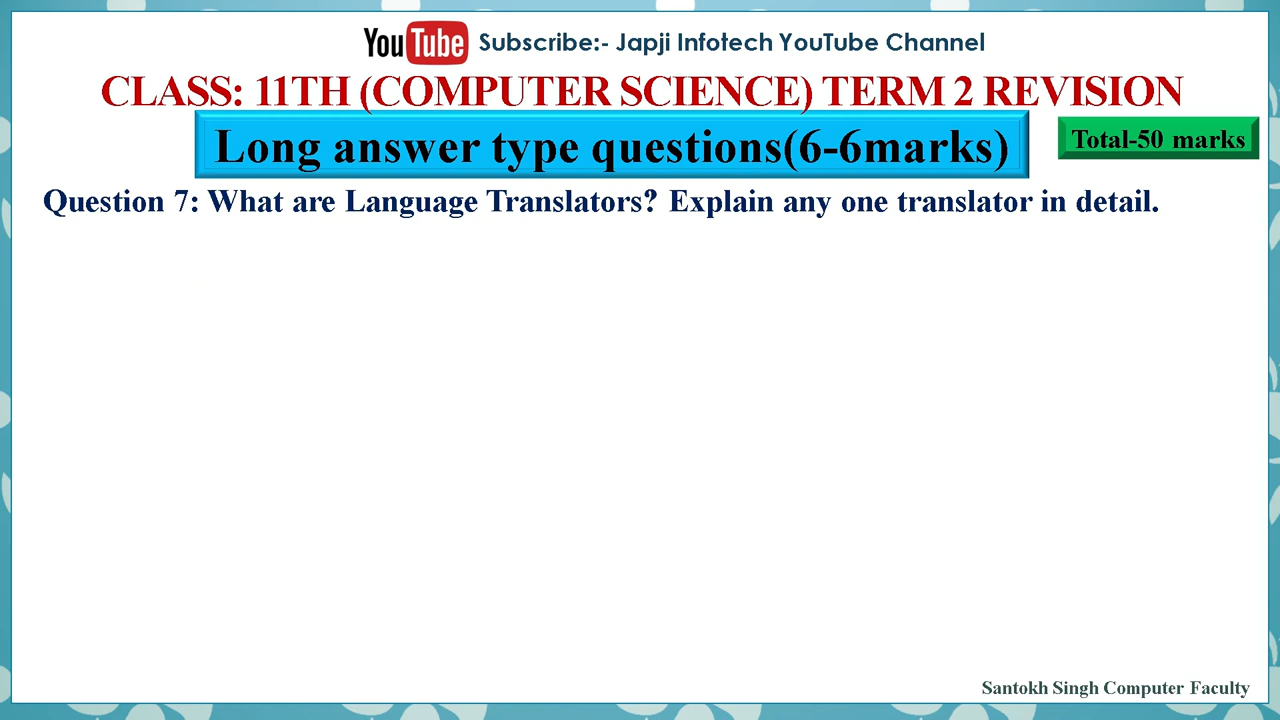 YouTube Subscribe:- Japji Infotech YouTube Channel
CLASS: 11TH (COMPUTER SCIENCE) TERM 2 REVISION
Long answer type questions(6-6marks)
Total-50 marks
Question 7: What are Language Translators? Explain any one translator in detail.
Santokh Singh Computer Faculty